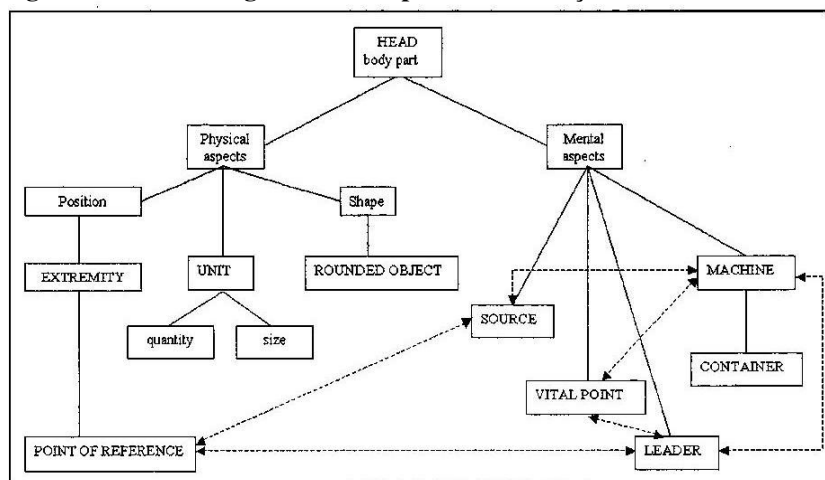 HEAD
body part
Physical
aspects
Mental
aspects
Position
Shape
EXTREMITY
UNIT
ROUNDED OBJECT
MACHINE
SOURCE
quantity
size
CONTAINER
VITAL POINT
POINT OF REFERENCE
LEADER